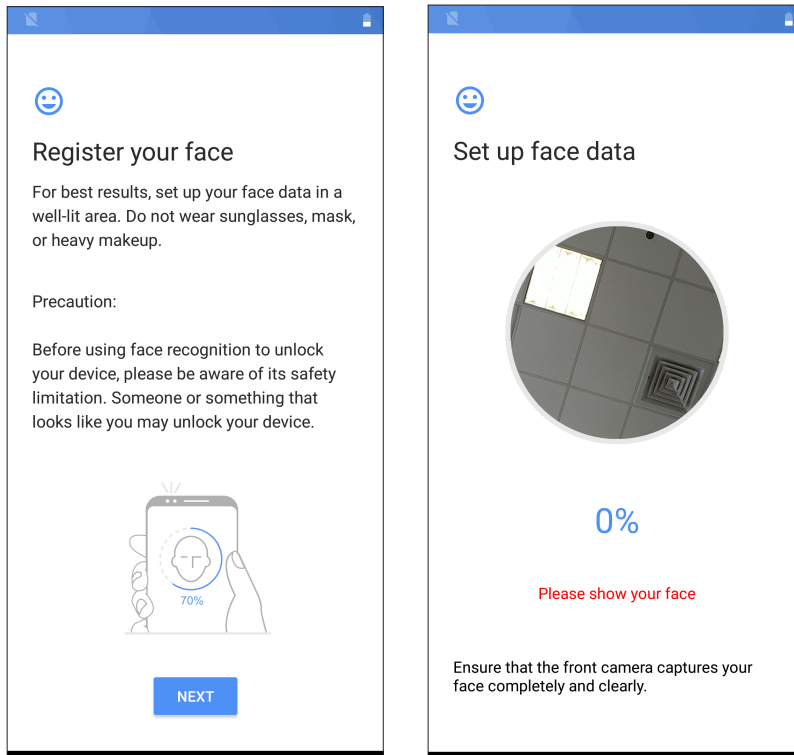 Register your face
For best results, set up your face data in a
well-lit area. Do not wear sunglasses, mask,
or heavy makeup.
Precaution:
Before using face recognition to unlock
your device, please be aware of its safety
limitation. Someone or something that
looks like you may unlock your device.
70%
NEXT
Set up face data
0%
Please show your face
Ensure that the front camera captures your
face completely and clearly.